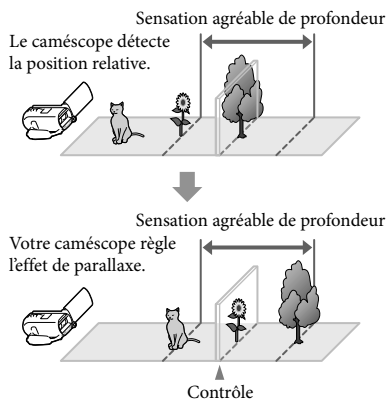 Sensation agréable de profondeur
Le caméscope détecte
la position relative.
Sensation agréable de profondeur
Votre caméscope règle
l'effet de parallaxe.
Contrôle